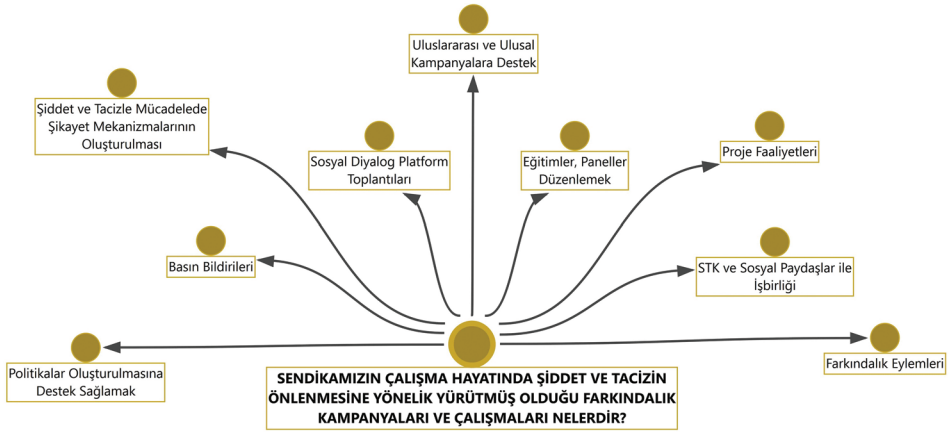 Uluslararası ve Ulusal
Kampanyalara Destek
Şiddet ve Tacizle Mücadelede
Şikayet Mekanizmalarının
Oluşturulması
Sosyal Diyalog Platform
Toplantıları
Eğitimler, Paneller
Düzenlemek
Proje Faaliyetleri
Basın Bildirileri
STK ve Sosyal Paydaşlar ile
İşbirliği
Politikalar Oluşturulmasına
Destek Sağlamak
Farkındalık Eylemleri
SENDİKAMIZIN ÇALIŞMA HAYATINDA ŞİDDET VE TACİZİN
ÖNLENMESİNE YÖNELİK YÜRÜTMÜŞ OLDUĞU FARKINDALIK
KAMPANYALARI VE ÇALIŞMALARI NELERDİR?